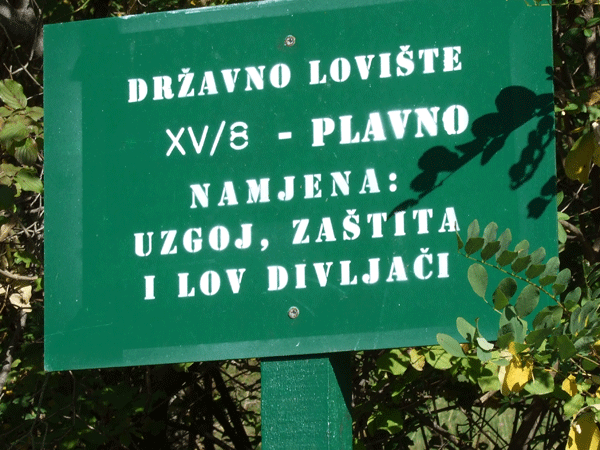 DRŽAVNO LOVIŠTE
XV/8 - PLAVNO
NAMJENA:
UZGOJ, ZAŠTITA
I LOV DIVLJAČI